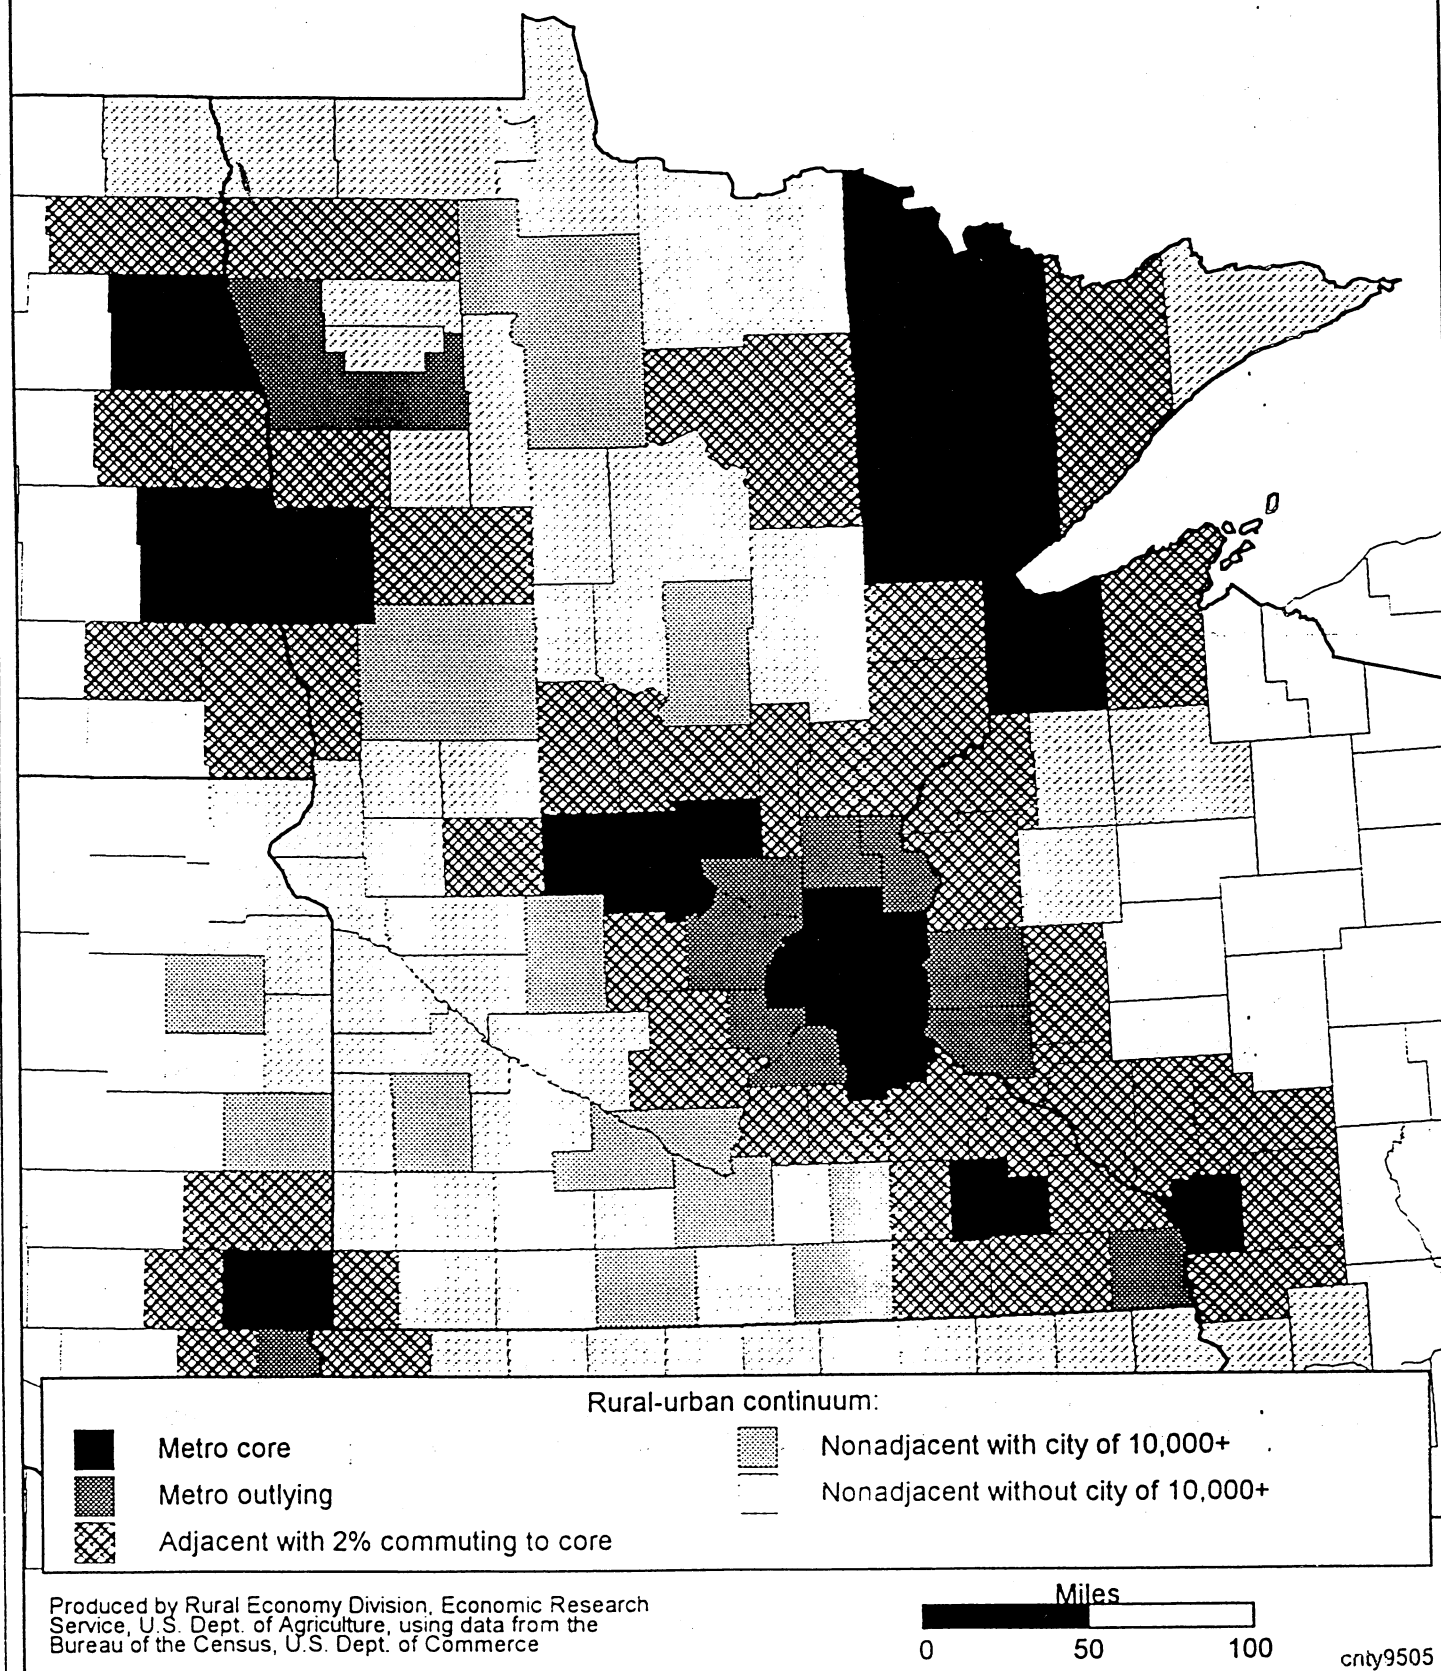 Rural-urban continuum:
Metro core
Metro outlying
Adjacent with 2% commuting to core
Nonadjacent with city of 10,000+
Nonadjacent without city of 10,000+
Produced by Rural Economy Division, Economic Research
Service, U.S. Dept. of Agriculture, using data from the
Bureau of the Census, U.S. Dept. of Commerce
Miles
0 50 100
cnty9505